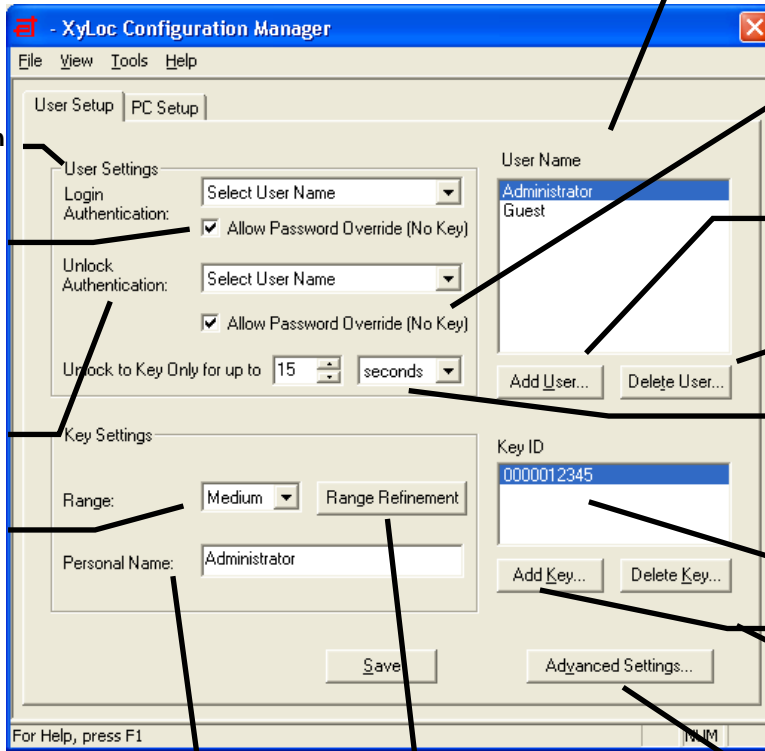 - XyLoc Configuration Manager
File View Tools Help
User Setup PC Setup
User Settings
Login Authentication:
Select User Name
Allow Password Override (No Key)
Unlock Authentication:
Select User Name
Allow Password Override (No Key)
Unlock to Key Only for up to 15 seconds
User Name
Administrator
Guest
Add User... Delete User...
Key Settings
Range: Medium Range Refinement
Personal Name: Administrator
Key ID
0000012345
Add Key... Delete Key...
Save Advanced Settings...
For Help, press F1 NUM